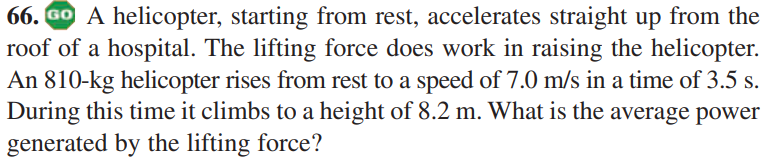 66. GO A helicopter, starting from rest, accelerates straight up from the
roof of a hospital. The lifting force does work in raising the helicopter.
An 810-kg helicopter rises from rest to a speed of 7.0 m/s in a time of 3.5 s.
During this time it climbs to a height of 8.2 m. What is the average power
generated by the lifting force?